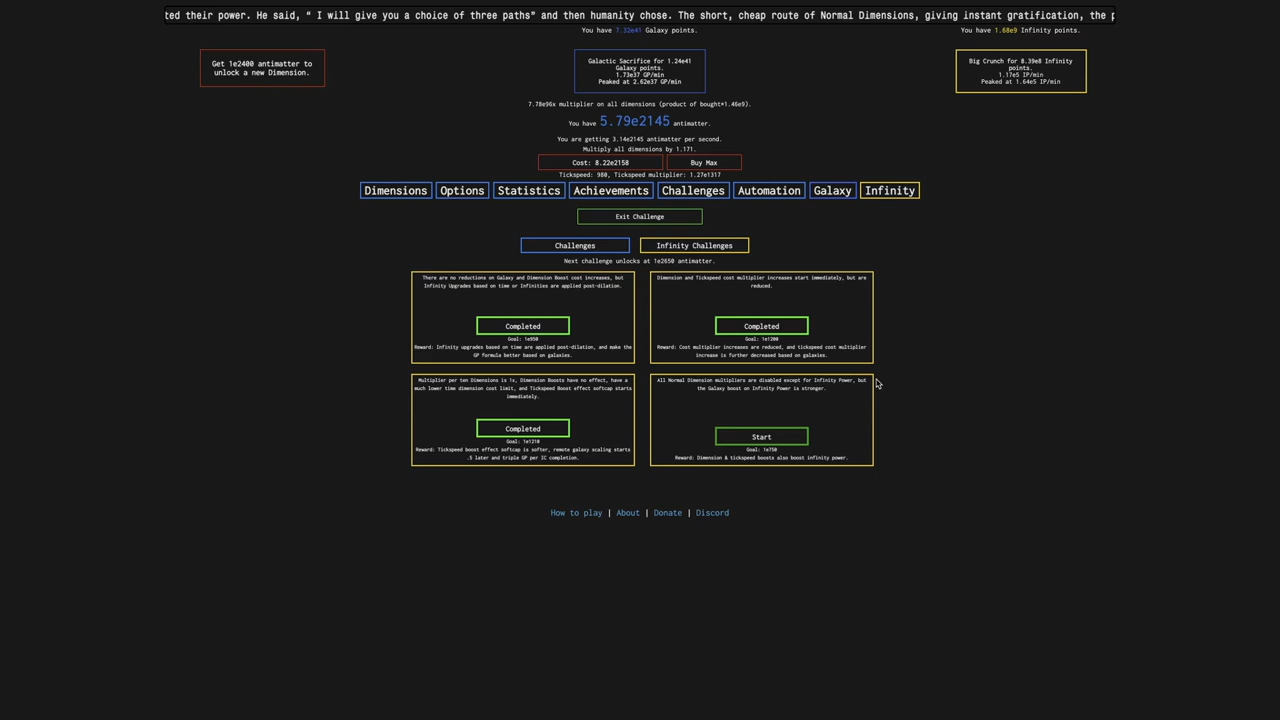 ted their power. He said, “ I will give you a choice of three paths” and then humanity chose. The short, cheap route of Normal Dimensions, giving instant gratification, the p
You have 7.32e41 Galaxy points.
You have 1.68e9 Infinity points.
Get 1e2400 antimatter to
unlock a new Dimension.
Galactic Sacrifice for 1.24e41
Galaxy points.
1.73e37 GP/min
Peaked at 2.62e37 GP/min
Big Crunch for 8.39e8 Infinity
points.
1.17e5 IP/min
Peaked at 1.64e5 IP/min
7.78e96x multiplier on all dimensions (product of bought*1.46e9).
You have 5.79e2145 antimatter.
You are getting 3.14e2145 antimatter per second.
Multiply all dimensions by 1.171.
Cost: 8.22e2158
Buy Max
Tickspeed: 980, Tickspeed multiplier: 1.27e1317
Dimensions
Options
Statistics
Achievements
Challenges
Automation
Galaxy
Infinity
Exit Challenge
Challenges
Infinity Challenges
Next challenge unlocks at 1e2650 antimatter.
There are no reductions on Galaxy and Dimension Boost cost increases, but
Infinity Upgrades based on time or Infinities are applied post-dilation.
Completed
Goal: 1e950
Reward: Infinity upgrades based on time are applied post-dilation, and make the
GP formula better based on galaxies.
Dimension and Tickspeed cost multiplier increases start immediately, but are
reduced.
Completed
Goal: 1e1200
Reward: Cost multiplier increases are reduced, and tickspeed cost multiplier
increase is further decreased based on galaxies.
Multiplier per ten Dimensions is 1x, Dimension Boosts have no effect, have a
much lower time dimension cost limit, and Tickspeed Boost effect softcap starts
immediately.
Completed
Goal: 1e1210
Reward: Tickspeed boost effect softcap is softer, remote galaxy scaling starts
.5 later and triple GP per IC completion.
All Normal Dimension multipliers are disabled except for Infinity Power, but
the Galaxy boost on Infinity Power is stronger.
Start
Goal: 1e750
Reward: Dimension & tickspeed boosts also boost infinity power.
How to play | About | Donate | Discord